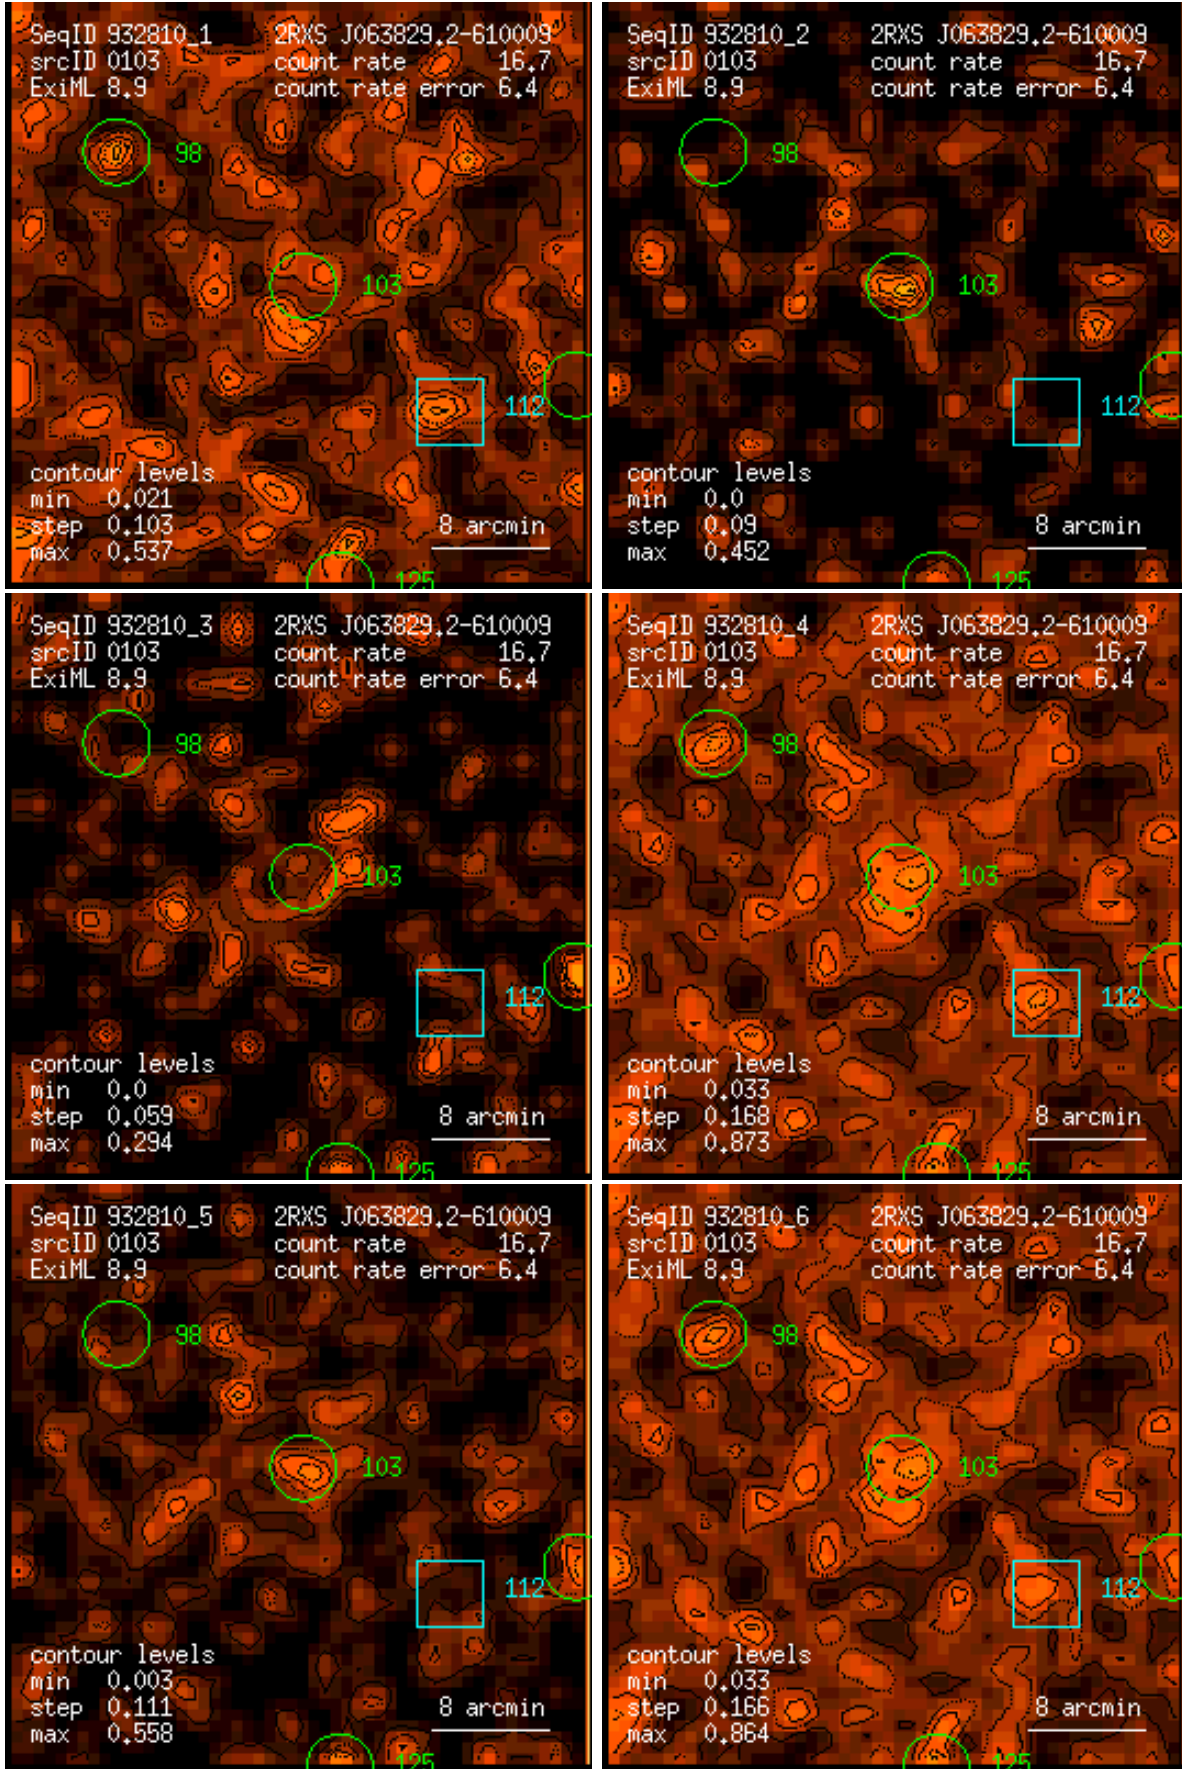 SeqID 932810_1 2RXS J063829.2-610009
srcID 0103 count rate 16.7
ExiML 8.9 count rate error 6.4
98
103
112
contour levels
min 0.021
step 0.103 8 arcmin
max 0.537
125
SeqID 932810_2 2RXS J063829.2-610009
srcID 0103 count rate 16.7
ExiML 8.9 count rate error 6.4
98
103
112
contour levels
min 0.0
step 0.09 8 arcmin
max 0.452
125
SeqID 932810_3 2RXS J063829.2-610009
srcID 0103 count rate 16.7
ExiML 8.9 count rate error 6.4
98
103
112
contour levels
min 0.0
step 0.059 8 arcmin
max 0.294
125
SeqID 932810_4 2RXS J063829.2-610009
srcID 0103 count rate 16.7
ExiML 8.9 count rate error 6.4
98
103
112
contour levels
min 0.033
step 0.168 8 arcmin
max 0.873
125
SeqID 932810_5 2RXS J063829.2-610009
srcID 0103 count rate 16.7
ExiML 8.9 count rate error 6.4
98
103
112
contour levels
min 0.003
step 0.111 8 arcmin
max 0.558
125
SeqID 932810_6 2RXS J063829.2-610009
srcID 0103 count rate 16.7
ExiML 8.9 count rate error 6.4
98
103
112
contour levels
min 0.033
step 0.166 8 arcmin
max 0.864
125